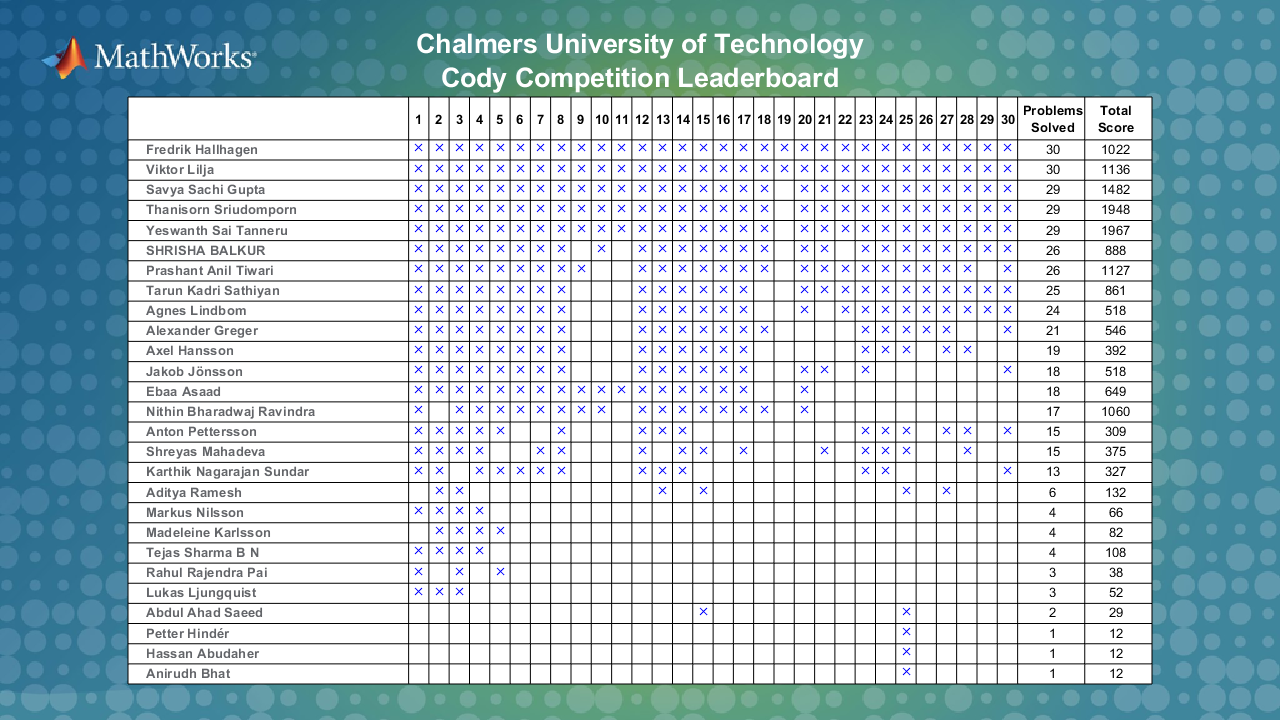 MathWorks®
Chalmers University of Technology
Cody Competition Leaderboard
1 2 3 4 5 6 7 8 9 10 11 12 13 14 15 16 17 18 19 20 21 22 23 24 25 26 27 28 29 30 Problems Solved Total Score
Fredrik Hallhagen × × × × × × × × × × × × × × × × × × × × × × × × × × × × × × 30 1022
Viktor Lilja × × × × × × × × × × × × × × × × × × × × × × × × × × × × × × 30 1136
Savya Sachi Gupta × × × × × × × × × × × × × × × × × × × × × × × × × × × × × 29 1482
Thanisorn Sriudomporn × × × × × × × × × × × × × × × × × × × × × × × × × × × × × 29 1948
Yeswanth Sai Tanneru × × × × × × × × × × × × × × × × × × × × × × × × × × × × × 29 1967
SHRISHA BALKUR × × × × × × × × × × × × × × × × × × × × × × × × × × 26 888
Prashant Anil Tiwari × × × × × × × × × × × × × × × × × × × × × × × × × × 26 1127
Tarun Kadri Sathiyan × × × × × × × × × × × × × × × × × × × × × × × × × 25 861
Agnes Lindbom × × × × × × × × × × × × × × × × × × × × × × × × 24 518
Alexander Greger × × × × × × × × × × × × × × × × × × × × × 21 546
Axel Hansson × × × × × × × × × × × × × × × × × × × 19 392
Jakob Jönsson × × × × × × × × × × × × × × × × × × 18 518
Ebaa Asaad × × × × × × × × × × × × × × × × × × 18 649
Nithin Bharadwaj Ravindra × × × × × × × × × × × × × × × × × 17 1060
Anton Pettersson × × × × × × × × × × × × × × × 15 309
Shreyas Mahadeva × × × × × × × × × × × × × × × 15 375
Karthik Nagarajan Sundar × × × × × × × × × × × × × 13 327
Aditya Ramesh × × × × × × 6 132
Markus Nilsson × × × × 4 66
Madeleine Karlsson × × × × 4 82
Tejas Sharma B N × × × × 4 108
Rahul Rajendra Pai × × × 3 38
Lukas Ljungquist × × × 3 52
Abdul Ahad Saeed × × 2 29
Petter Hindér × 1 12
Hassan Abudaher × 1 12
Anirudh Bhat × 1 12